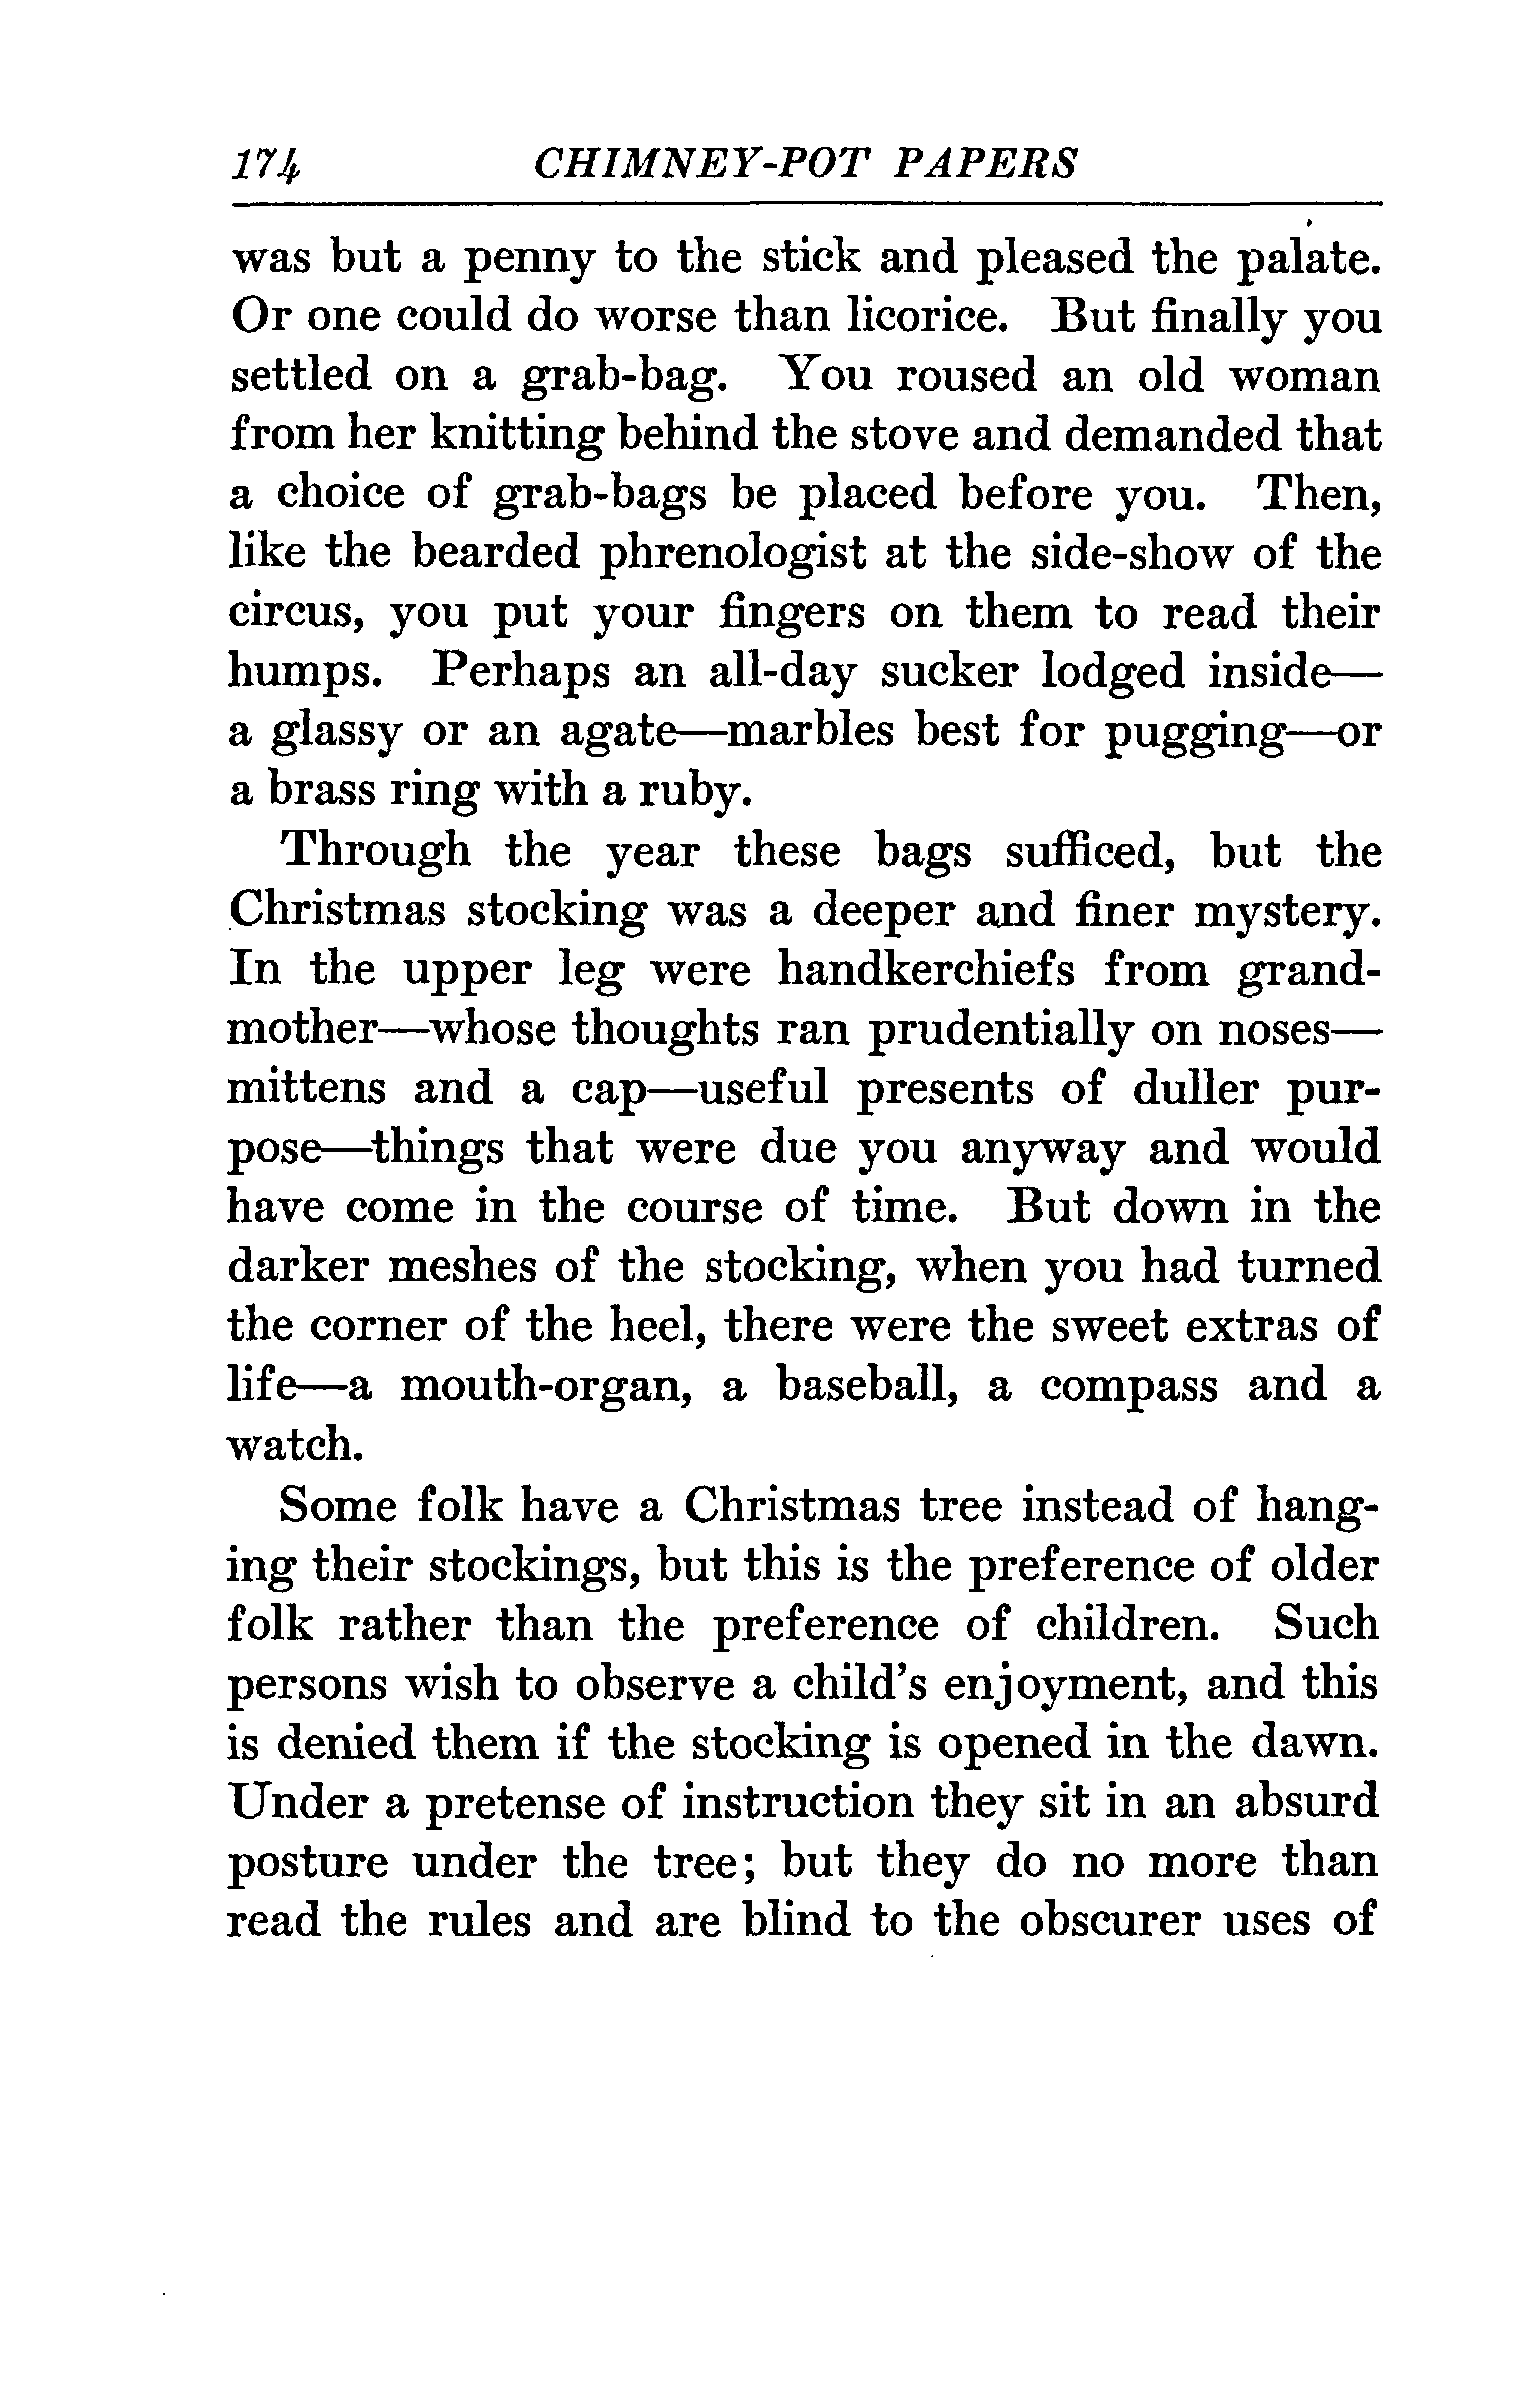 174 CHIMNEY-POT PAPERS
was but a penny to the stick and pleased the palate.
Or one could do worse than licorice. But finally you
settled on a grab-bag. You roused an old woman
from her knitting behind the stove and demanded that
a choice of grab-bags be placed before you. Then,
like the bearded phrenologist at the side-show of the
circus, you put your fingers on them to read their
humps. Perhaps an all-day sucker lodged inside—
a glassy or an agate—marbles best for pugging—or
a brass ring with a ruby.
Through the year these bags sufficed, but the
Christmas stocking was a deeper and finer mystery.
In the upper leg were handkerchiefs from grand-
mother—whose thoughts ran prudentially on noses—
mittens and a cap—useful presents of duller pur-
pose—things that were due you anyway and would
have come in the course of time. But down in the
darker meshes of the stocking, when you had turned
the corner of the heel, there were the sweet extras of
life—a mouth-organ, a baseball, a compass and a
watch.
Some folk have a Christmas tree instead of hang-
ing their stockings, but this is the preference of older
folk rather than the preference of children. Such
persons wish to observe a child's enjoyment, and this
is denied them if the stocking is opened in the dawn.
Under a pretense of instruction they sit in an absurd
posture under the tree; but they do no more than
read the rules and are blind to the obscurer uses of